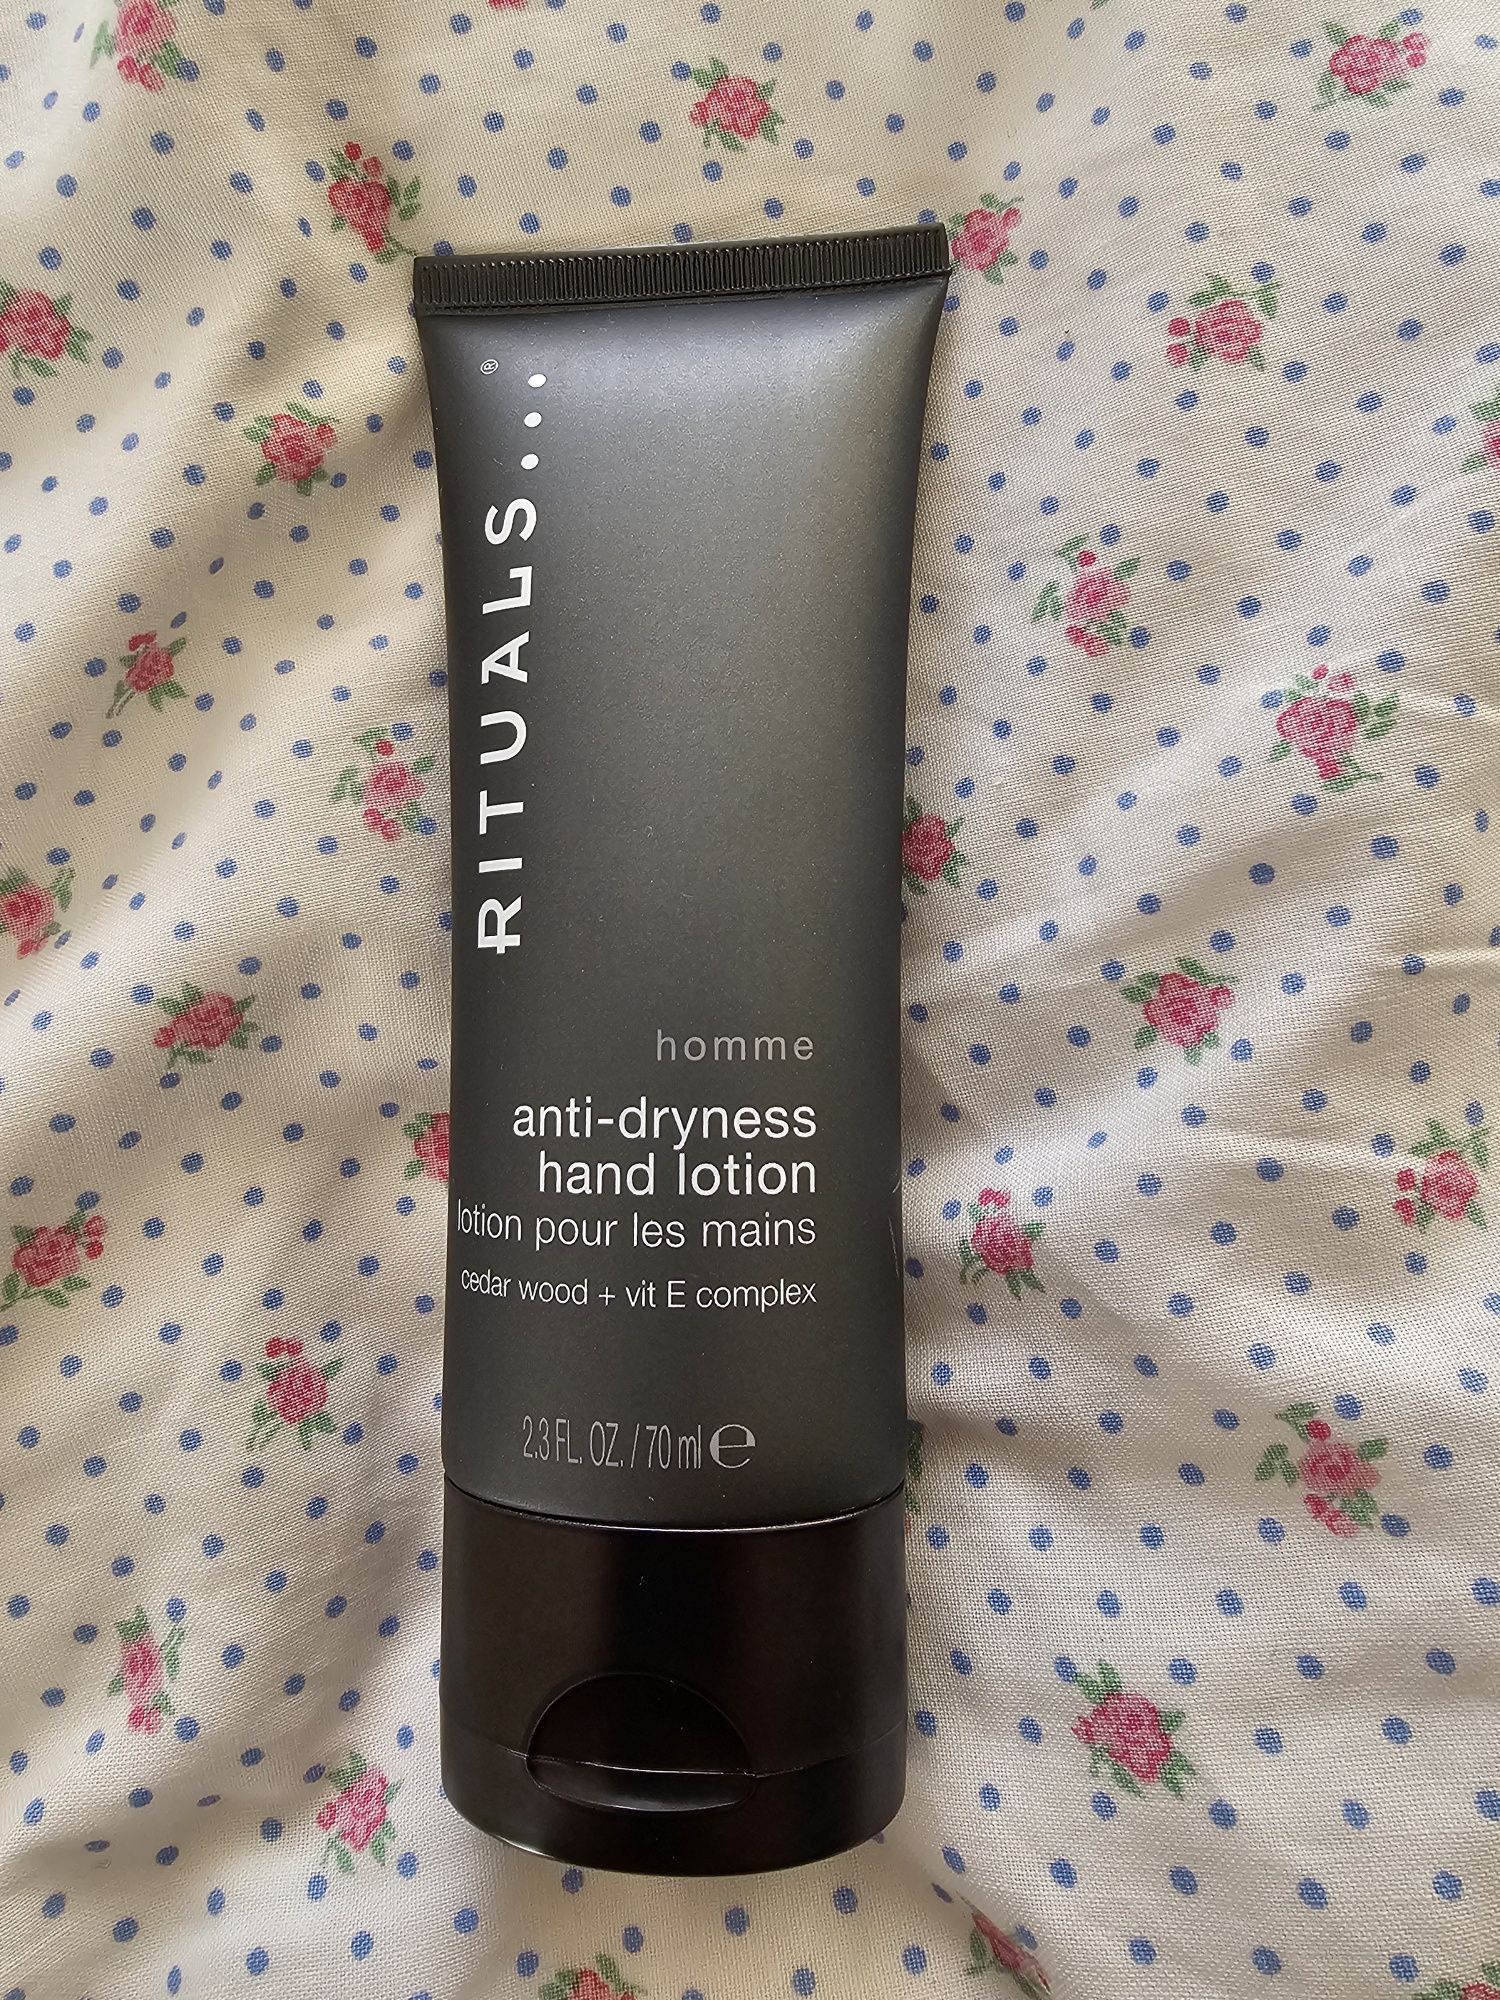 RITUALS....®
homme
anti-dryness
hand lotion
lotion pour les mains
cedar wood + vit E complex
2.3 FL. OZ. / 70 ml ℮